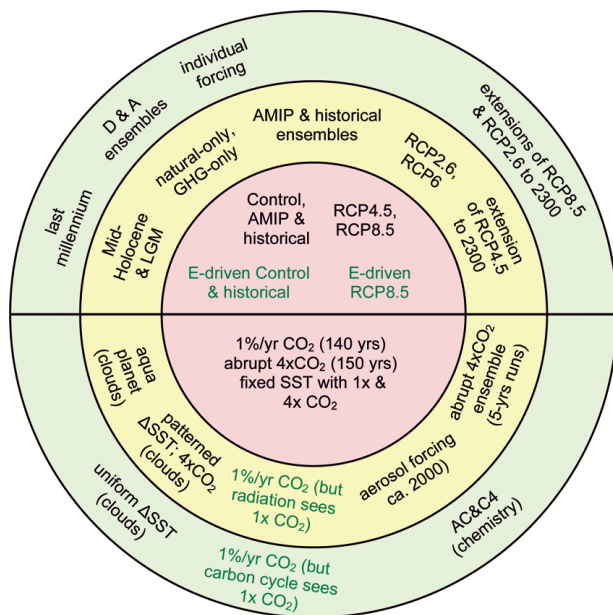 individual
forcing
D & A
ensembles
last
millennium
extensions of RCP8.5
& RCP2.6 to 2300
AMIP & historical
ensembles
natural-only,
GHG-only
Mid-
Holocene
& LGM
RCP2.6,
RCP6
extension
of RCP4.5
to 2300
Control,
AMIP &
historical
RCP4.5,
RCP8.5
E-driven Control
& historical
E-driven
RCP8.5
1%/yr CO₂ (140 yrs)
abrupt 4xCO₂ (150 yrs)
fixed SST with 1x &
4x CO₂
aqua
planet
(clouds)
patterned
ΔSST; 4xCO₂
(clouds)
1%/yr CO₂ (but
radiation sees
1x CO₂)
aerosol forcing
ca. 2000)
abrupt 4xCO₂
ensemble
(5-yrs runs)
uniform ΔSST
(clouds)
1%/yr CO₂ (but
carbon cycle sees
1x CO₂)
AC&C4
(chemistry)